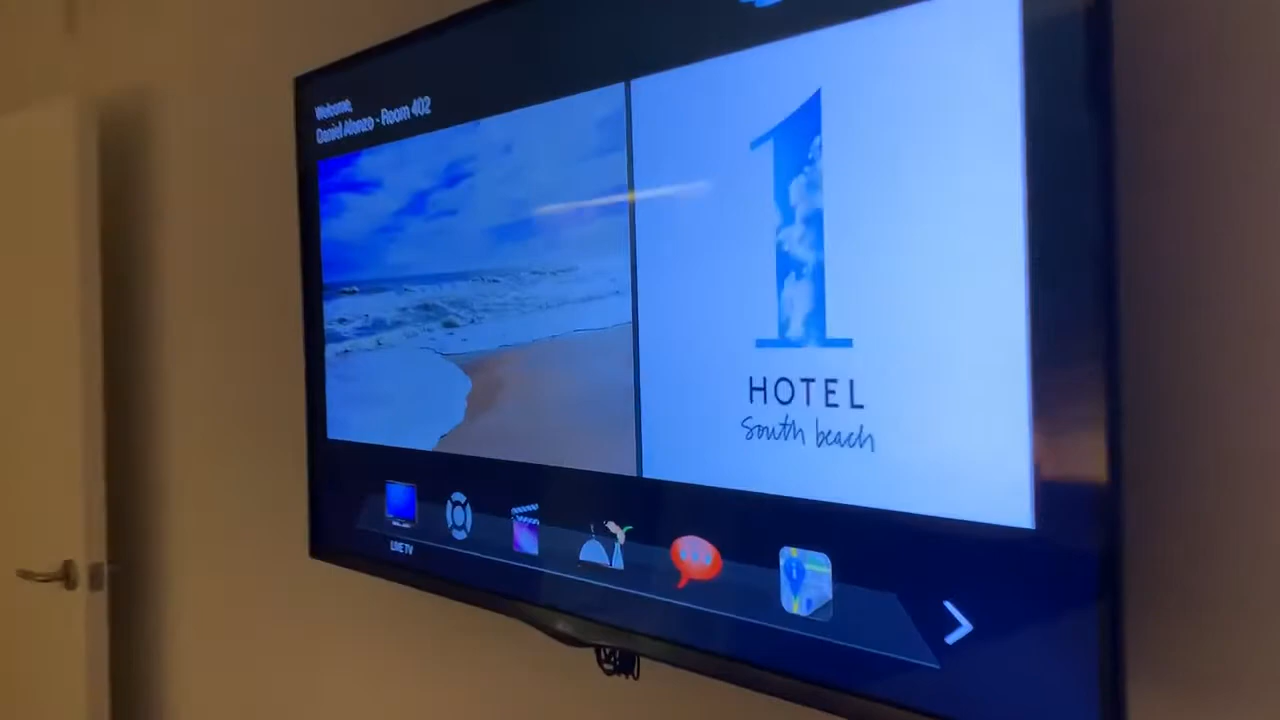 Welcome,
Daniel Alonzo - Room 402
1
HOTEL
South beach
LIVE TV